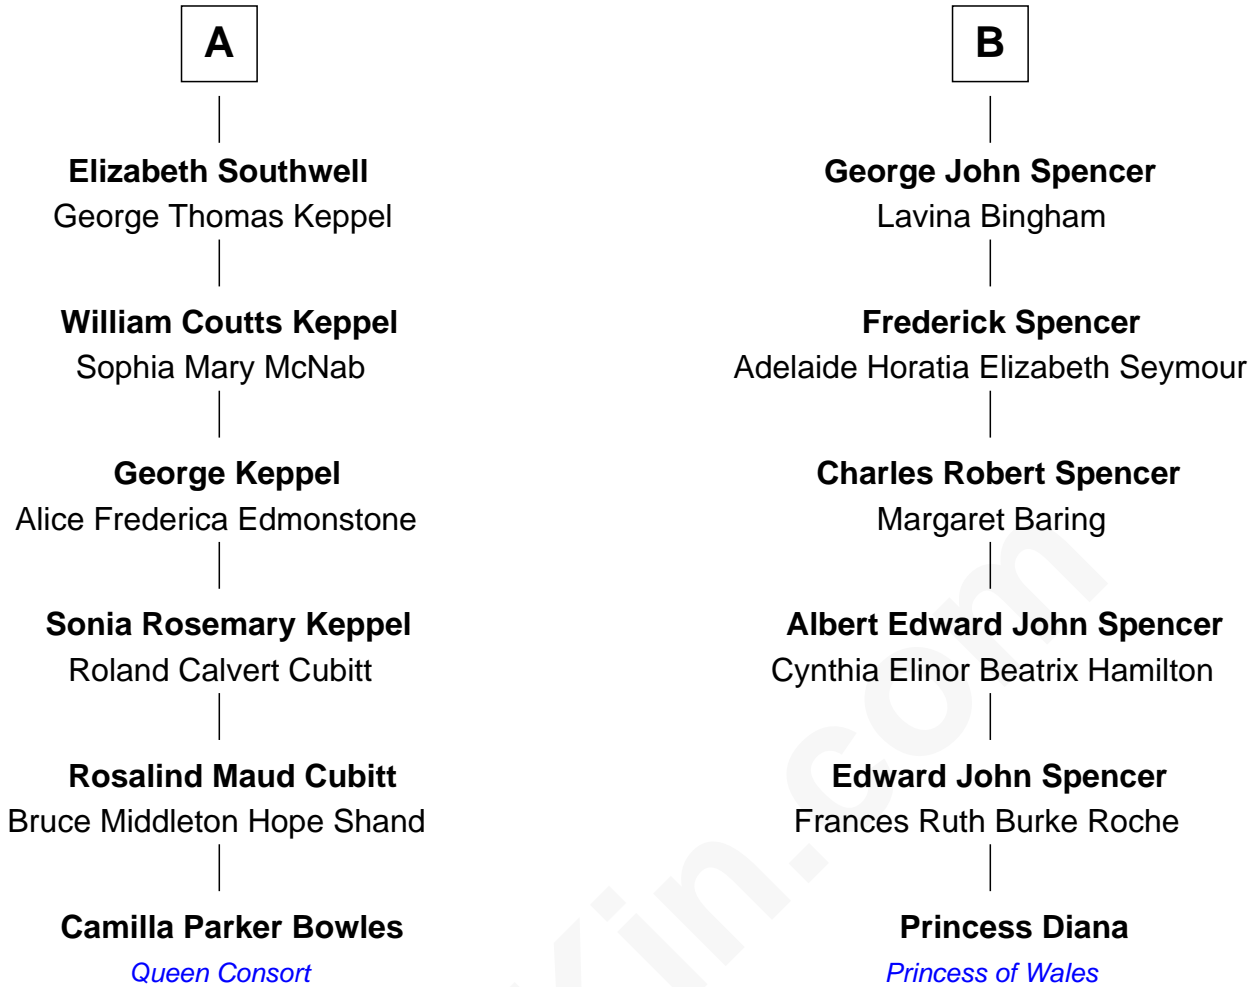 A
Elizabeth Southwell
George Thomas Keppel
William Coutts Keppel
Sophia Mary McNab
George Keppel
Alice Frederica Edmonstone
Sonia Rosemary Keppel
Roland Calvert Cubitt
Rosalind Maud Cubitt
Bruce Middleton Hope Shand
Camilla Parker Bowles
Queen Consort
B
George John Spencer
Lavina Bingham
Frederick Spencer
Adelaide Horatia Elizabeth Seymour
Charles Robert Spencer
Margaret Baring
Albert Edward John Spencer
Cynthia Elinor Beatrix Hamilton
Edward John Spencer
Frances Ruth Burke Roche
Princess Diana
Princess of Wales